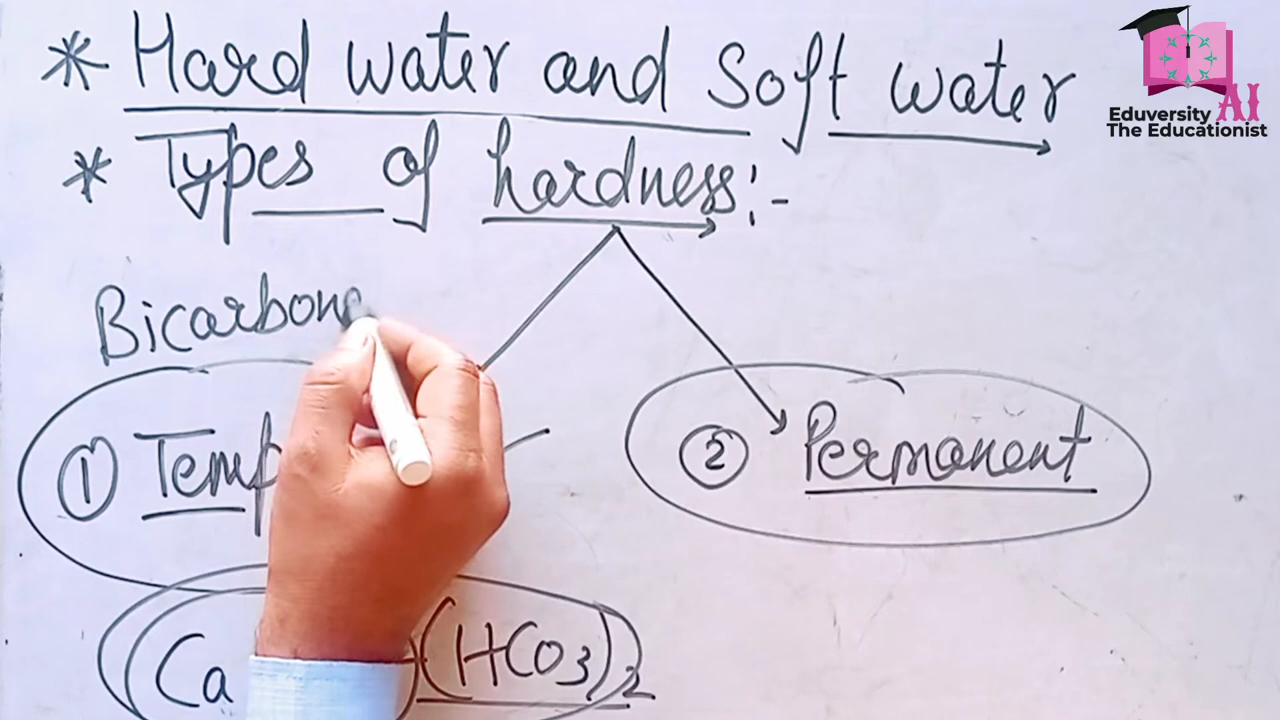 * Hard water and Soft water
* Types of hardness:-
Bicarbona
① Temp
② Permanent
Ca (HCO3)2
Eduversity AI
The Educationist